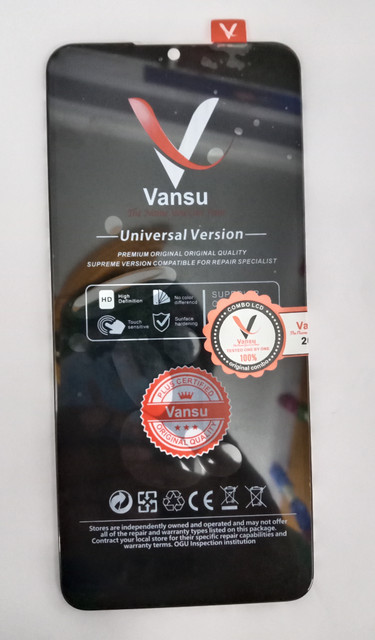 Vansu
Universal Version
PREMIUM ORIGINAL ORIGINAL QUALITY
SUPREME VERSION COMPATIBLE FOR REPAIR SPECIALIST
HD
High
Definition
No color
difference
Touch
sensitive
Surface
hardening
COMBO LCD
Vansu
100%
original combo
Va
PLUS CERTIFIED
Vansu
ORIGINAL QUALITY
CE
Stores are independently owned and operated and may not offer
all of the repair and warranty types listed on this package.
Contact your local store for their specific repair capabilities and
warranty terms. OGU Inspection institution